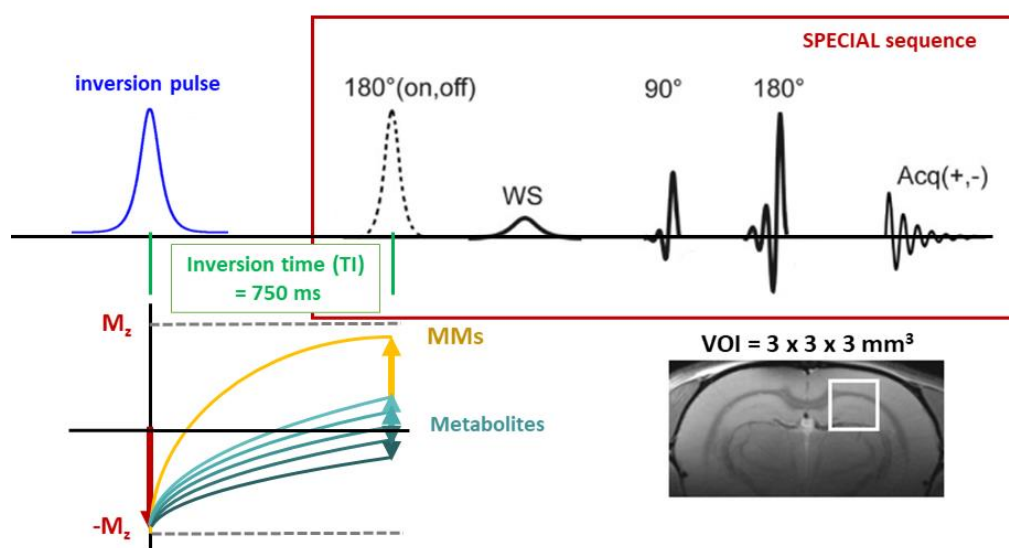 SPECIAL sequence
inversion pulse
180°(on,off)
90°
180°
WS
Acq(+,-)
Inversion time (TI)
= 750 ms
Mz
MMs
VOI = 3 x 3 x 3 mm³
Metabolites
-Mz